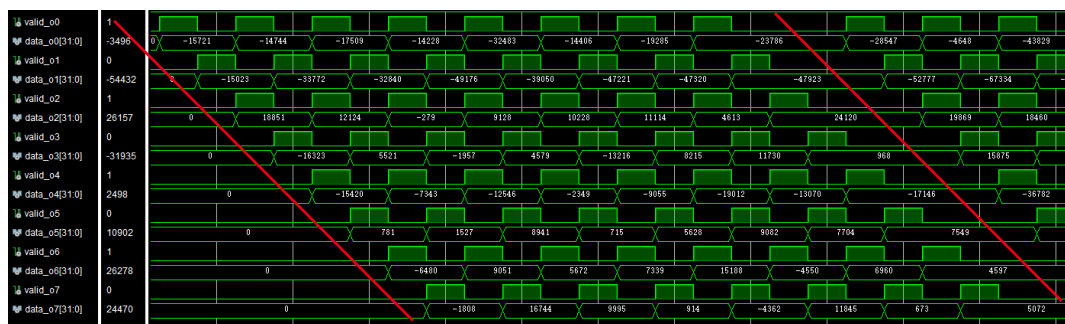 valid_o0 1
data_o0[31:0] -3496 0 -15721 -14744 -17509 -14228 -32483 -14406 -19285 -23786 -28547 -4648 -43829
valid_o1 0
data_o1[31:0] -54432 0 -15023 -33772 -32840 -49176 -39050 -47221 -47320 -47923 -52777 -67334
valid_o2 1
data_o2[31:0] 26157 0 18851 12124 -279 9128 10228 11114 4613 24120 19869 18460
valid_o3 0
data_o3[31:0] -31935 0 -16323 5521 -1957 4579 -13216 8215 11730 968 15875
valid_o4 1
data_o4[31:0] 2498 0 -15420 -7343 -12546 -2349 -9055 -19012 -13070 -17146 -36782
valid_o5 0
data_o5[31:0] 10902 0 781 1527 8941 715 5628 9082 7704 7549
valid_o6 1
data_o6[31:0] 26278 0 -6480 9051 5672 7339 15188 -4550 6960 4597
valid_o7 0
data_o7[31:0] 24470 0 -1808 16744 9995 914 -4362 11845 673 5072